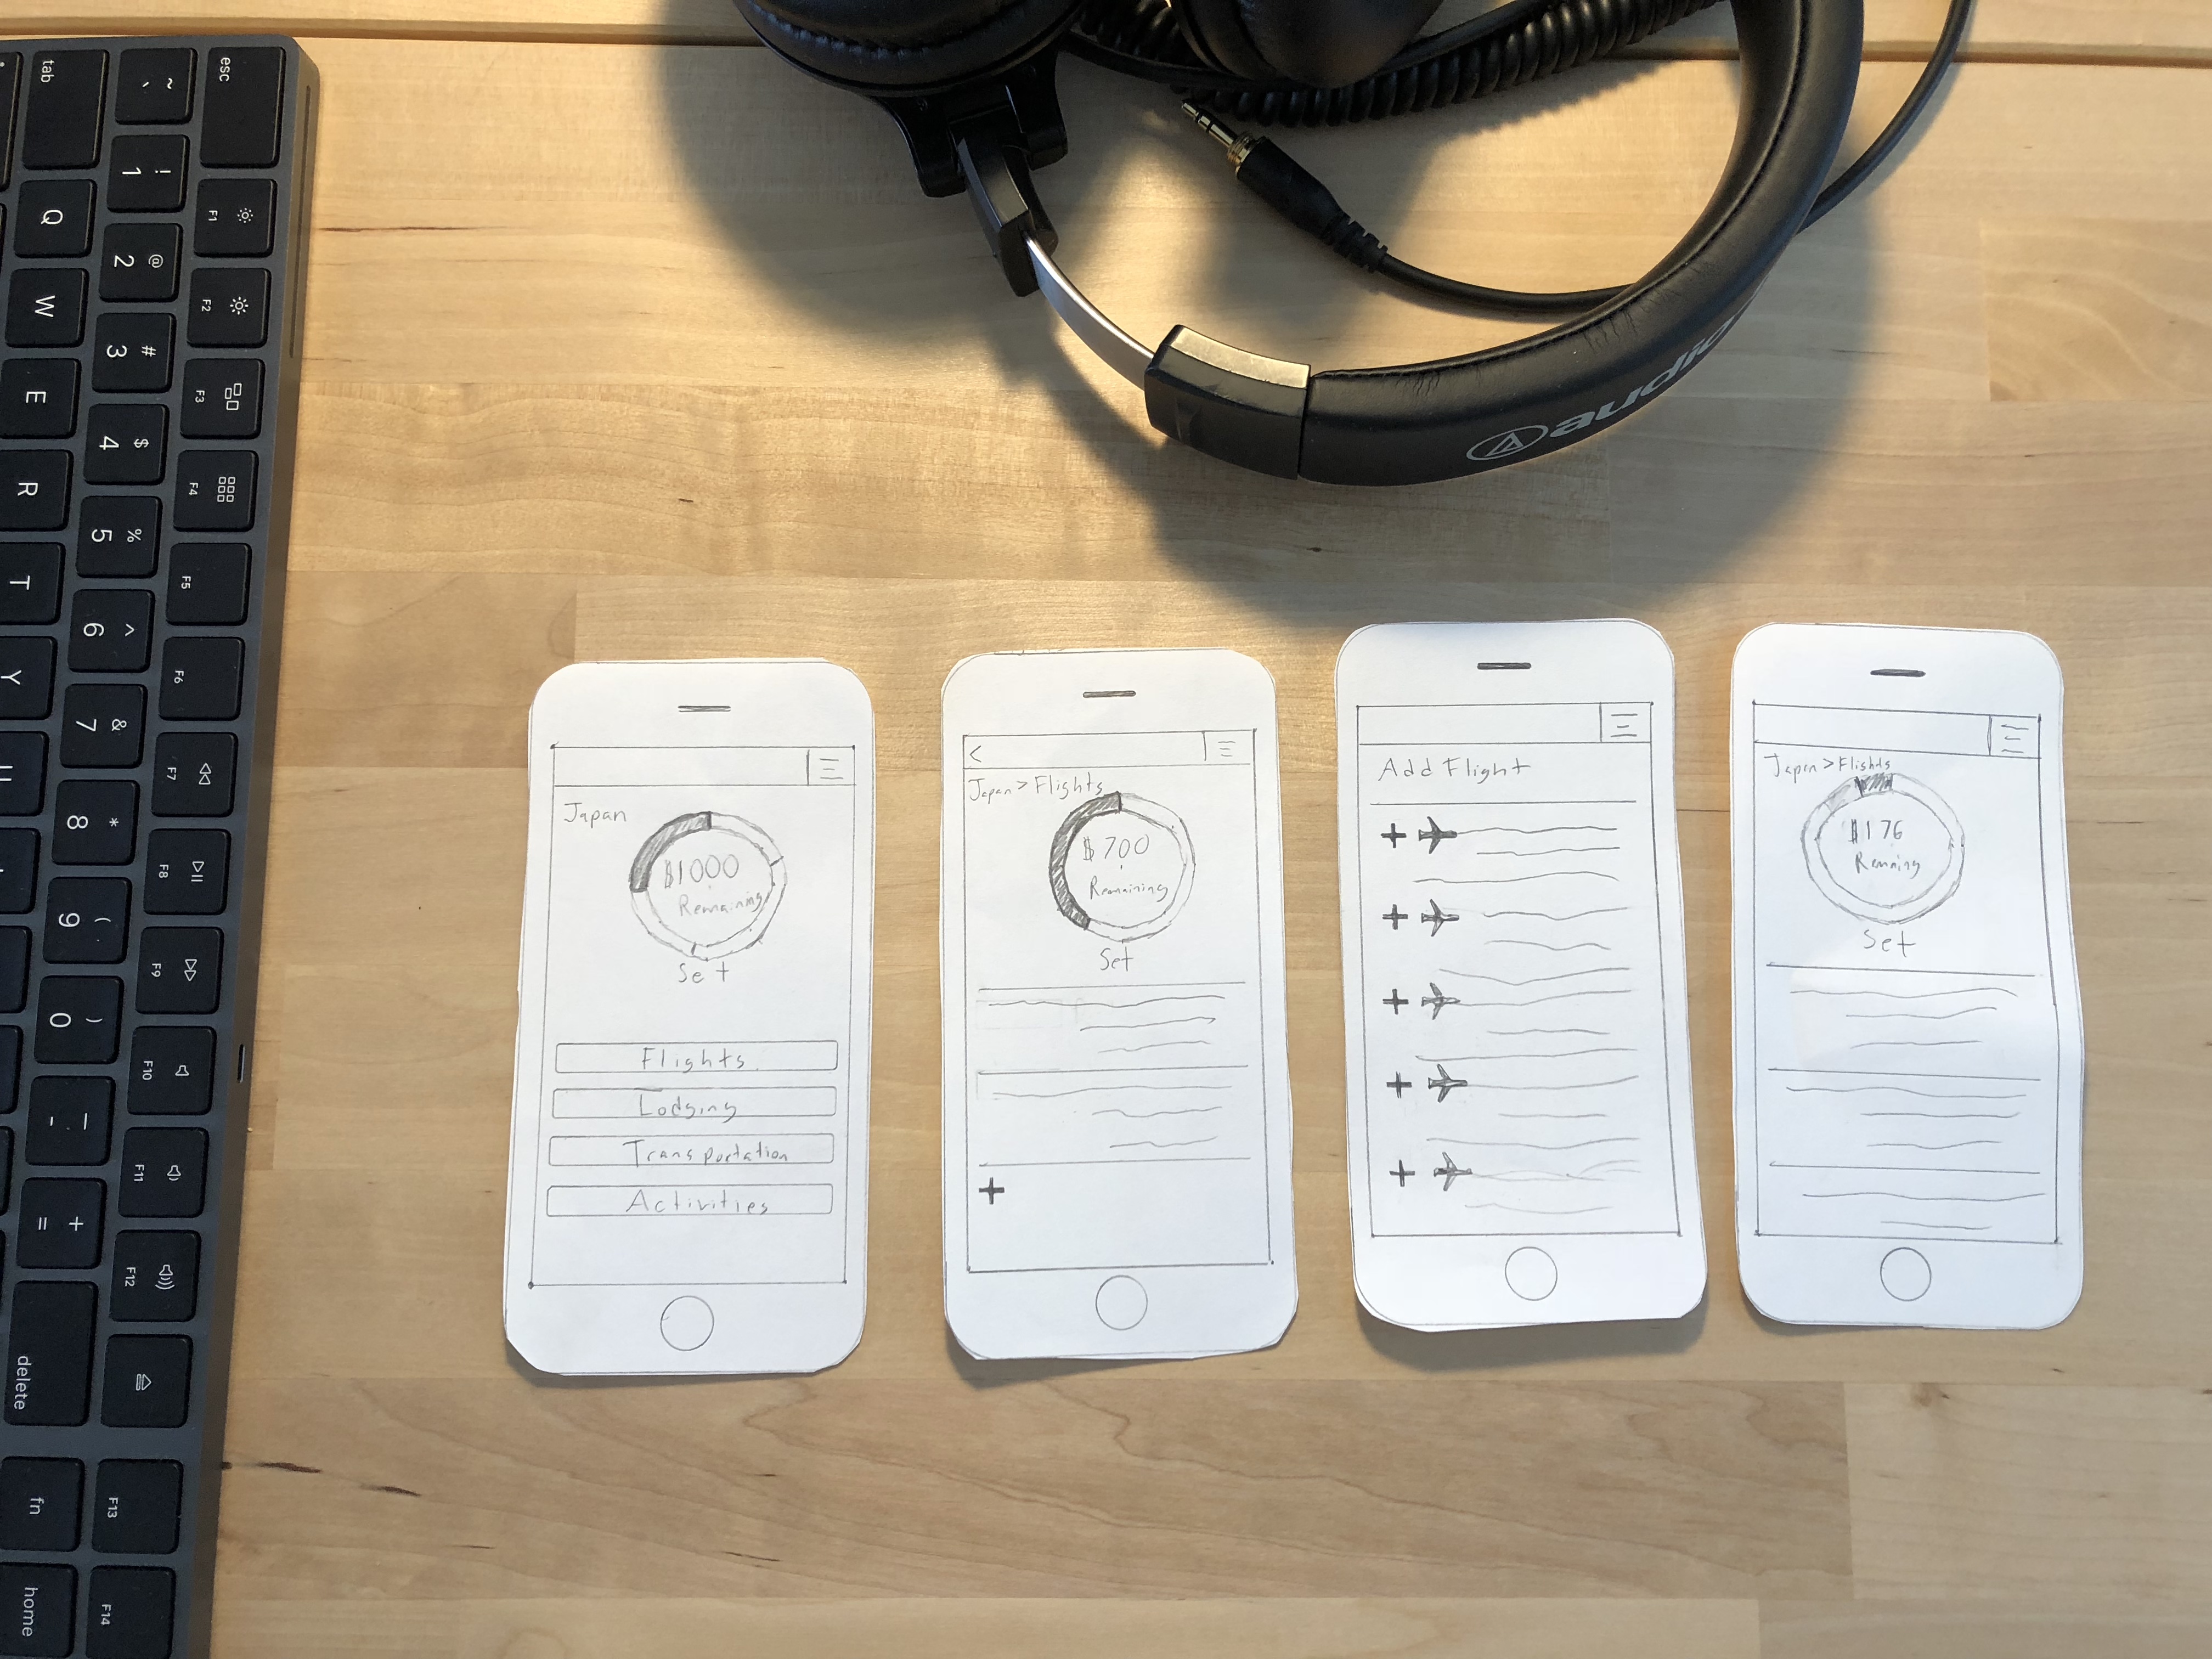 esc
F1
F2
F3
F4
F5
F6
F7
F8
F9
F10
F11
F12
F13
F14
~ `
! 1
@ 2
# 3
$ 4
% 5
^ 6
& 7
* 8
( 9
) 0
— -
+ =
delete
fn
home
tab
Q
W
E
R
T
Y
audio
Japan
$1000
Remaining
Set
Flights
Lodging
Transportation
Activities
<
Japan > Flights
$700
Remaining
Set
+
Add Flight
+
+
+
+
+
Japan > Flights
$176
Remaining
Set